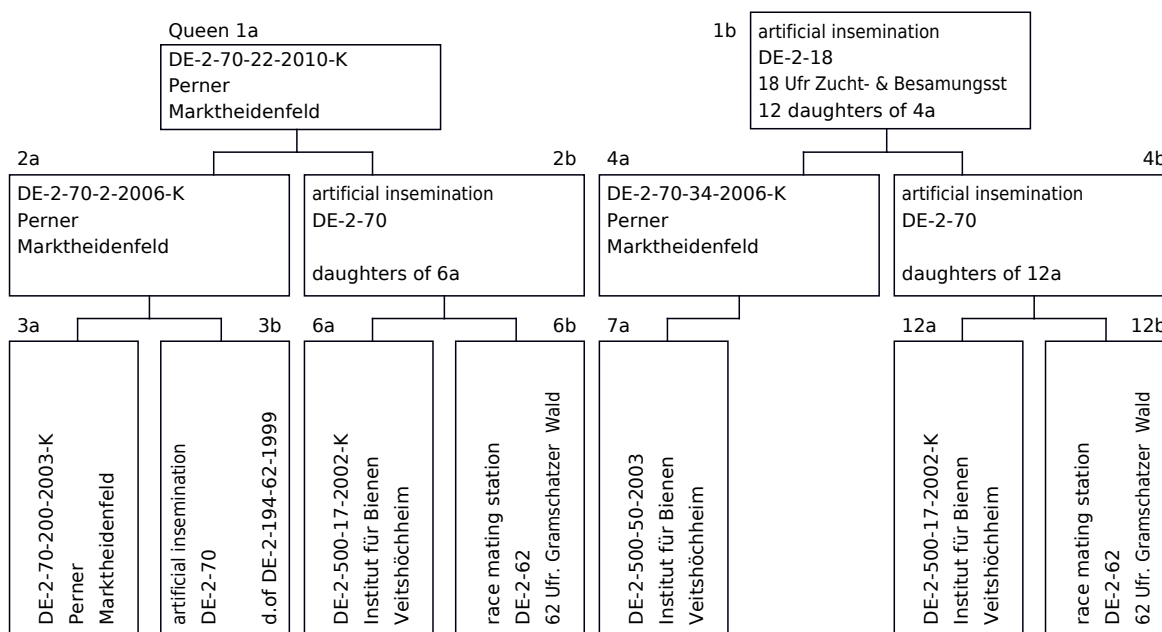 Queen 1a
DE-2-70-22-2010-K
Perner
Marktheidenfeld
1b
artificial insemination
DE-2-18
18 Ufr Zucht- & Besamungsst
12 daughters of 4a
2a
DE-2-70-2-2006-K
Perner
Marktheidenfeld
2b
artificial insemination
DE-2-70
daughters of 6a
4a
DE-2-70-34-2006-K
Perner
Marktheidenfeld
4b
artificial insemination
DE-2-70
daughters of 12a
3a
DE-2-70-200-2003-K
Perner
Marktheidenfeld
3b
artificial insemination
DE-2-70
d.of DE-2-194-62-1999
6a
DE-2-500-17-2002-K
Institut für Bienen
Veitshöchheim
6b
race mating station
DE-2-62
62 Ufr. Gramschatzer Wald
7a
DE-2-500-50-2003
Institut für Bienen
Veitshöchheim
12a
DE-2-500-17-2002-K
Institut für Bienen
Veitshöchheim
12b
race mating station
DE-2-62
62 Ufr. Gramschatzer Wald